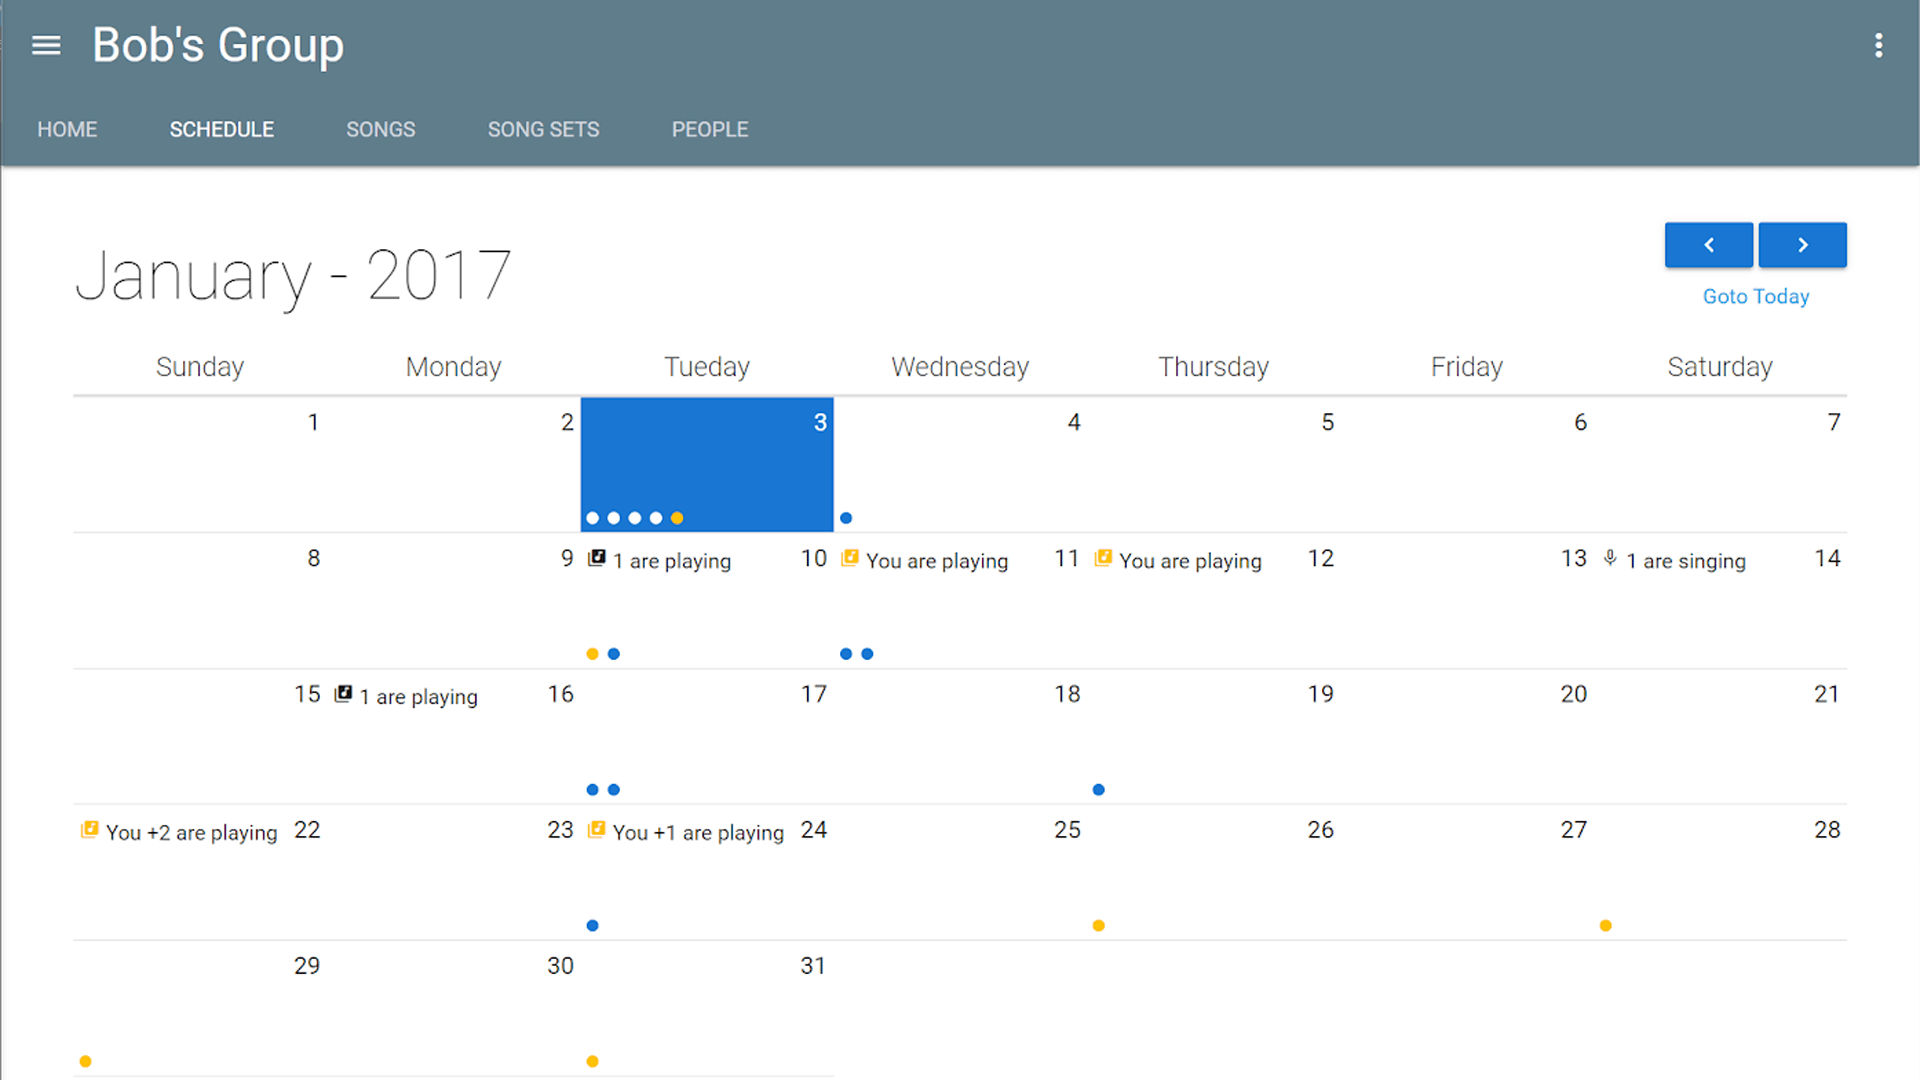 Bob's Group
HOME SCHEDULE SONGS SONG SETS PEOPLE
January - 2017
Goto Today
Sunday Monday Tueday Wednesday Thursday Friday Saturday
1 2 3 4 5 6 7
8 9 1 are playing 10 You are playing 11 You are playing 12 13 1 are singing 14
15 1 are playing 16 17 18 19 20 21
You +2 are playing 22 23 You +1 are playing 24 25 26 27 28
29 30 31